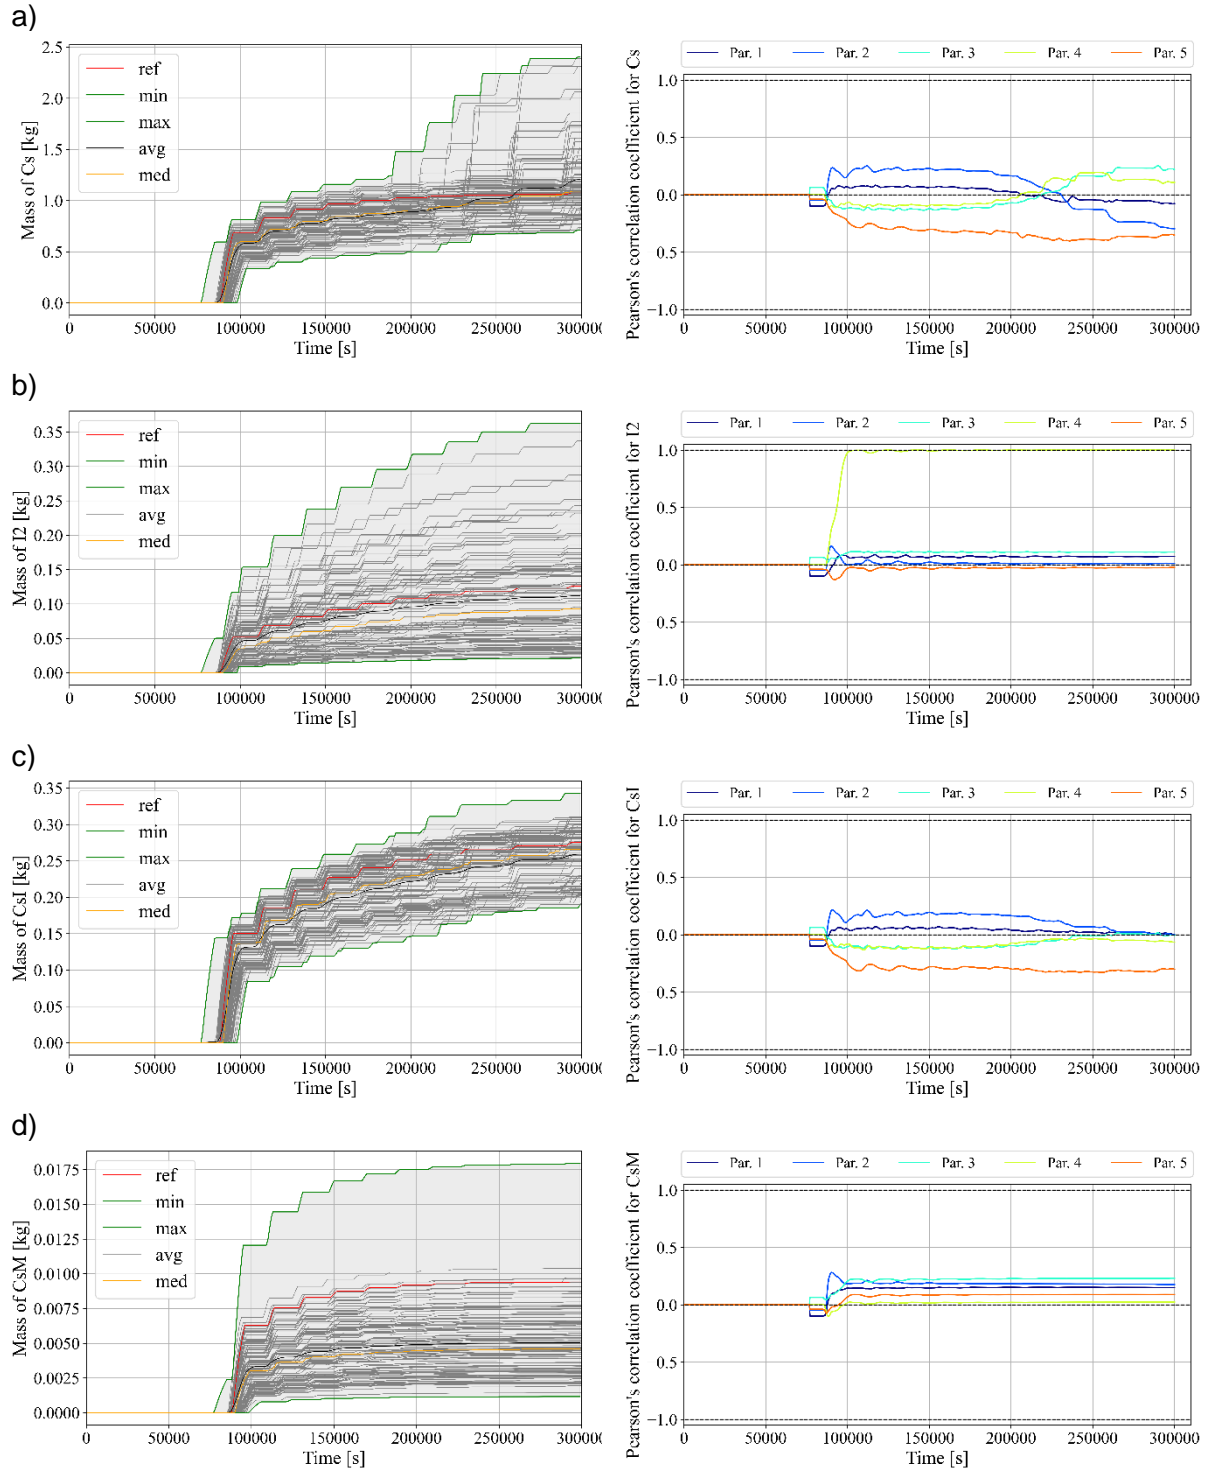 a)
ref
min
max
avg
med
2.5
2.0
1.5
1.0
0.5
0.0
Mass of Cs [kg]
0 50000 100000 150000 200000 250000 300000
Time [s]
Par. 1 Par. 2 Par. 3 Par. 4 Par. 5
1.0
0.5
0.0
0.5
−1.0
Pearson's correlation coefficient for Cs
0 50000 100000 150000 200000 250000 300000
Time [s]
b)
ref
min
max
avg
med
0.35
0.30
0.25
0.20
0.15
0.10
0.05
0.00
Mass of I2 [kg]
0 50000 100000 150000 200000 250000 300000
Time [s]
Par. 1 Par. 2 Par. 3 Par. 4 Par. 5
1.0
0.5
0.0
0.5
−1.0
Pearson's correlation coefficient for I2
0 50000 100000 150000 200000 250000 300000
Time [s]
c)
ref
min
max
avg
med
0.35
0.30
0.25
0.20
0.15
0.10
0.05
0.00
Mass of CsI [kg]
0 50000 100000 150000 200000 250000 300000
Time [s]
Par. 1 Par. 2 Par. 3 Par. 4 Par. 5
1.0
0.5
0.0
0.5
−1.0
Pearson's correlation coefficient for CsI
0 50000 100000 150000 200000 250000 300000
Time [s]
d)
ref
min
max
avg
med
0.0175
0.0150
0.0125
0.0100
0.0075
0.0050
0.0025
0.0000
Mass of CsM [kg]
0 50000 100000 150000 200000 250000 300000
Time [s]
Par. 1 Par. 2 Par. 3 Par. 4 Par. 5
1.0
0.5
0.0
0.5
−1.0
Pearson's correlation coefficient for CsM
0 50000 100000 150000 200000 250000 300000
Time [s]